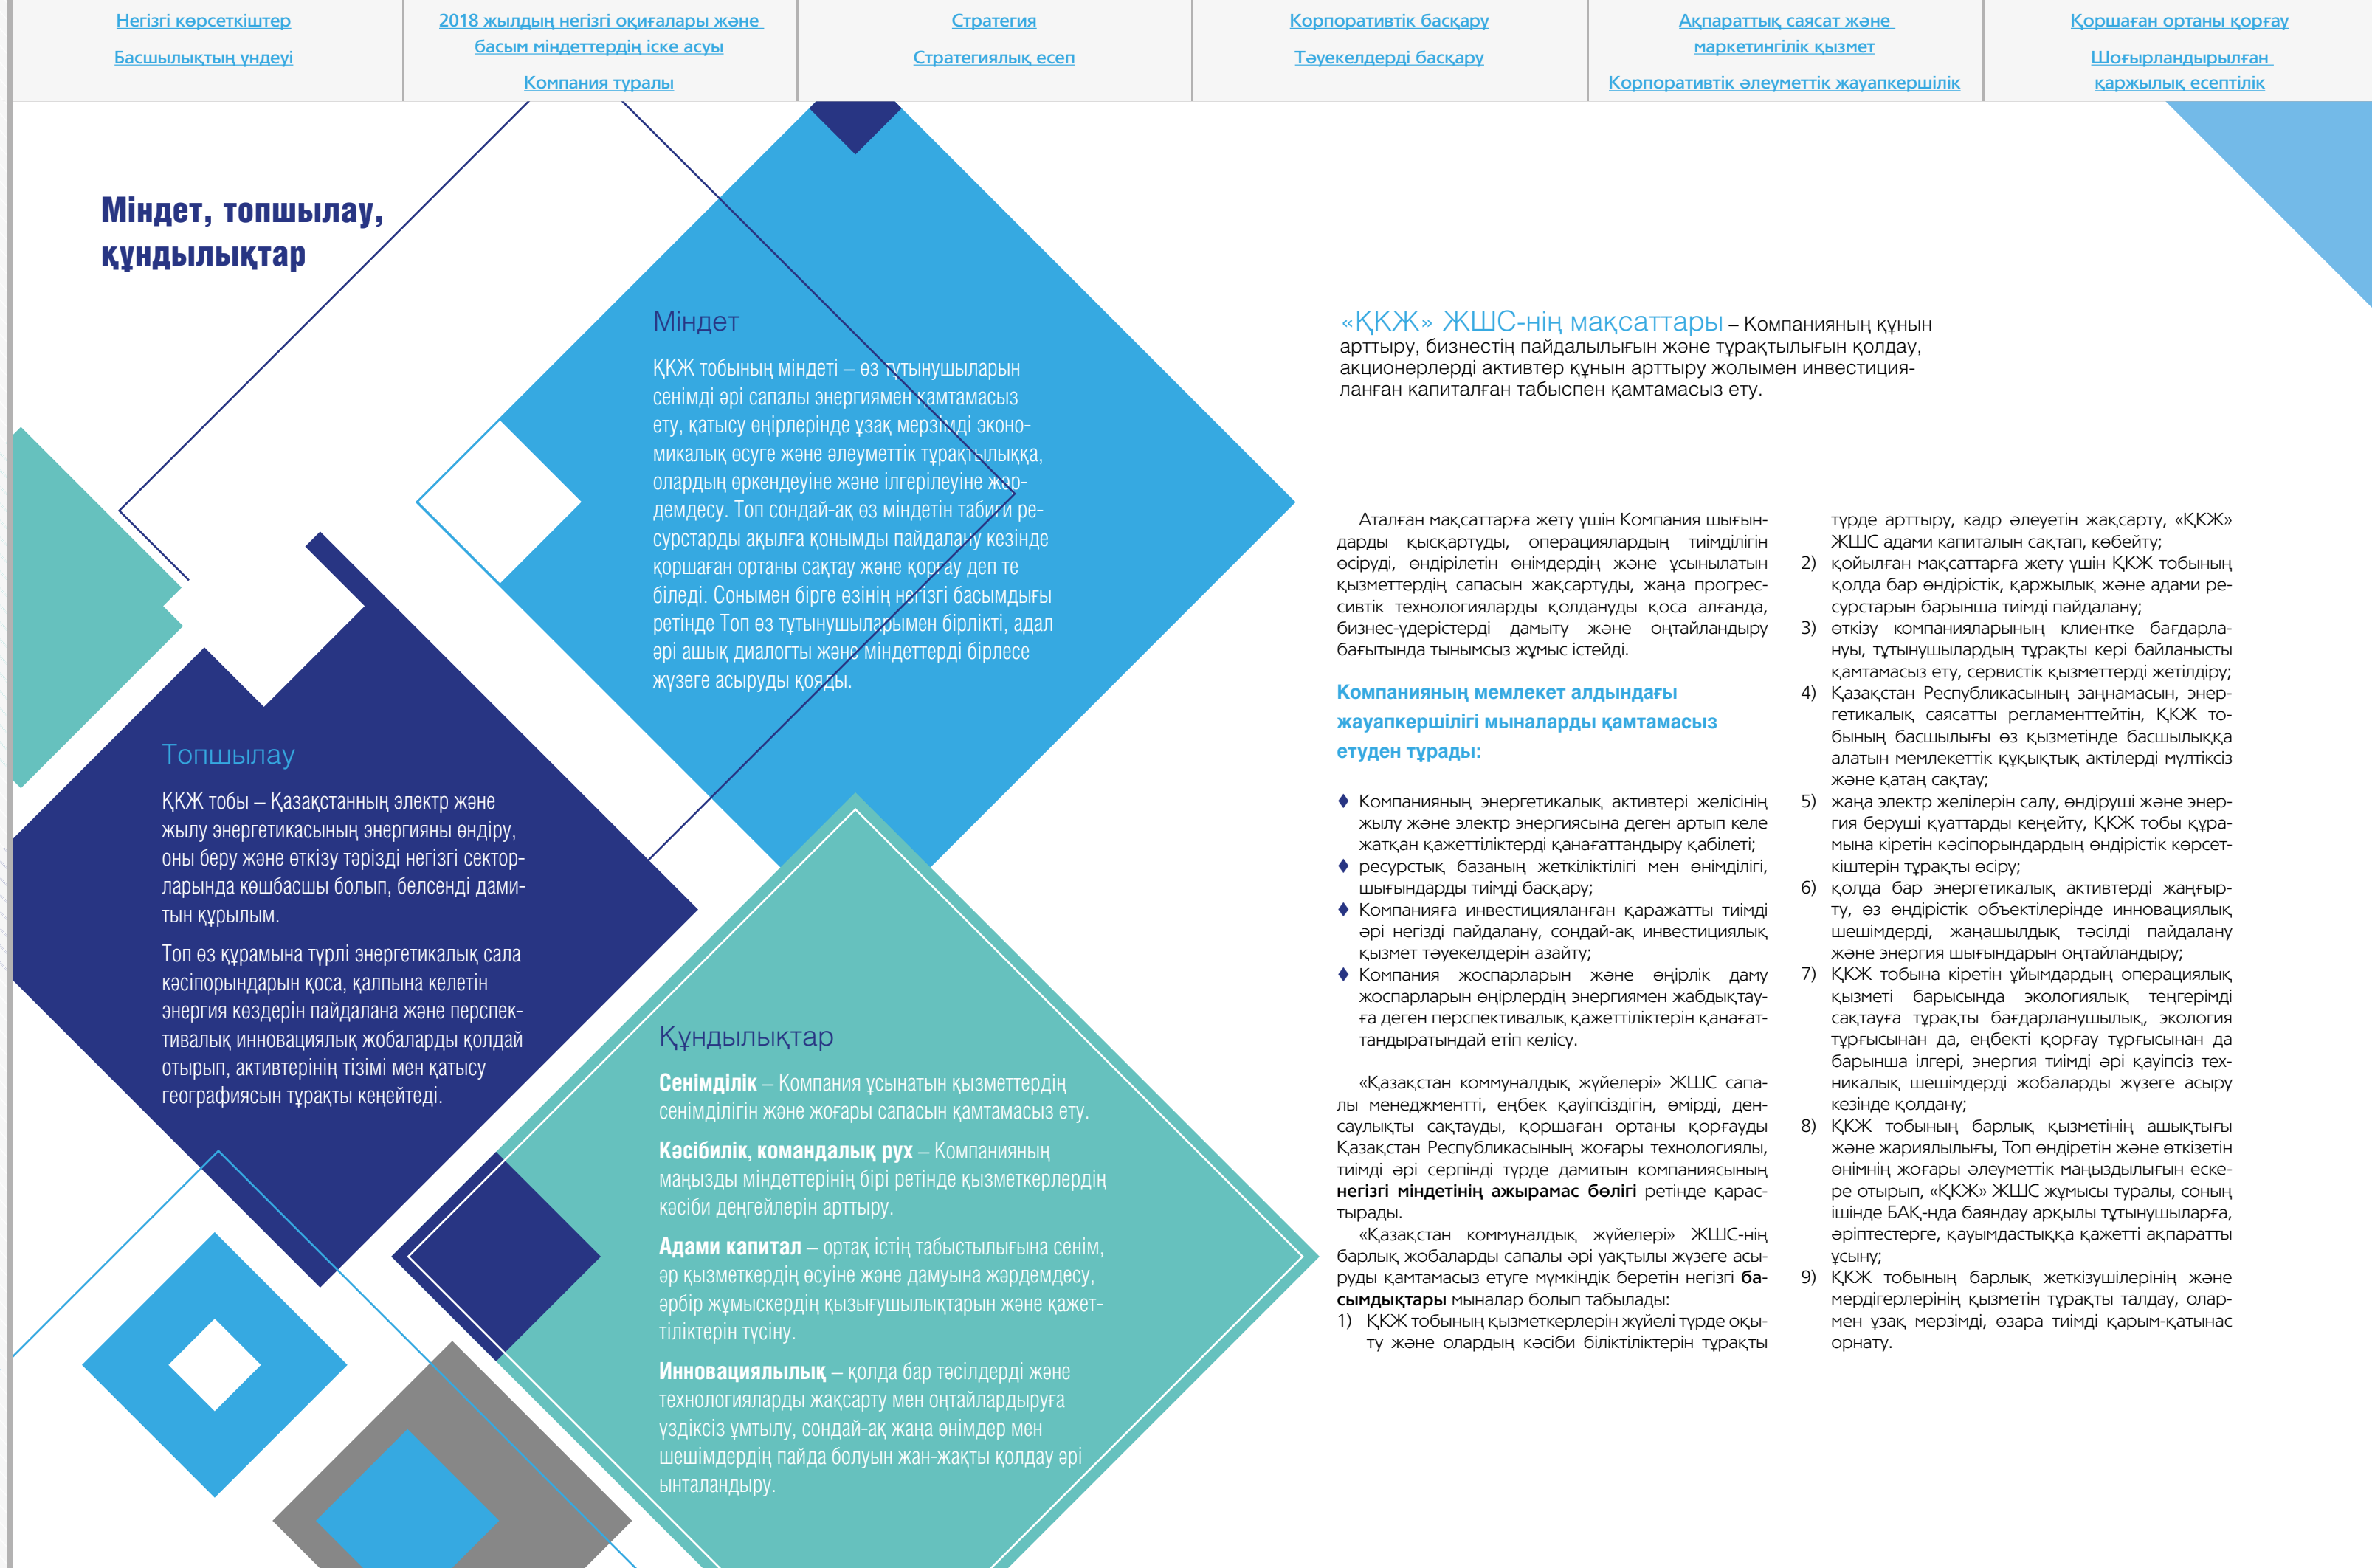 Негізгі көрсеткіштер
Басшылықтың үндеуі
2018 жылдың негізгі оқиғалары және
басым міндеттердің іске асуы
Компания туралы
Стратегия
Стратегиялық есеп
Корпоративтік басқару
Тәуекелдерді басқару
Ақпараттық саясат және
маркетингілік қызмет
Корпоративтік әлеуметтік жауапкершілік
Қоршаған ортаны қорғау
Шоғырландырылған
қаржылық есептілік
Міндет, топшылау,
құндылықтар
Міндет
ҚКЖ тобының міндеті – өз тұтынушыларын
сенімді әрі сапалы энергиямен қамтамасыз
ету, қатысу өңірлерінде ұзақ мерзімді эконо-
микалық өсуге және әлеуметтік тұрақтылыққа,
олардың өркендеуіне және ілгерілеуіне жәр-
демдесу. Топ сондай-ақ өз міндетін табиғи ре-
сурстарды ақылға қонымды пайдалану кезінде
қоршаған ортаны сақтау және қорғау деп те
біледі. Сонымен бірге өзінің негізгі басымдығы
ретінде Топ өз тұтынушыларымен бірлікті, адал
әрі ашық диалогты және міндеттерді бірлесе
жүзеге асыруды қояды.
Топшылау
ҚКЖ тобы – Қазақстанның электр және
жылу энергетикасының энергияны өндіру,
оны беру және өткізу тәрізді негізгі сектор-
ларында көшбасшы болып, белсенді дами-
тын құрылым.
Топ өз құрамына түрлі энергетикалық сала
кәсіпорындарын қоса, қалпына келетін
энергия көздерін пайдалана және перспек-
тивалық инновациялық жобаларды қолдай
отырып, активтерінің тізімі мен қатысу
географиясын тұрақты кеңейтеді.
Құндылықтар
Сенімділік – Компания ұсынатын қызметтердің
сенімділігін және жоғары сапасын қамтамасыз ету.
Кәсібилік, командалық рух – Компанияның
маңызды міндеттерінің бірі ретінде қызметкерлердің
кәсіби деңгейлерін арттыру.
Адами капитал – ортақ істің табыстылығына сенім,
әр қызметкердің өсуіне және дамуына жәрдемдесу,
әрбір жұмыскердің қызығушылықтарын және қажет-
тіліктерін түсіну.
Инновациялылық – қолда бар тәсілдерді және
технологияларды жақсарту мен оңтайлардыруға
үздіксіз ұмтылу, сондай-ақ жаңа өнімдер мен
шешімдердің пайда болуын жан-жақты қолдау әрі
ынталандыру.
«ҚКЖ» ЖШС-нің мақсаттары – Компанияның құнын
арттыру, бизнестің пайдалылығын және тұрақтылығын қолдау,
акционерлерді активтер құнын арттыру жолымен инвестиция-
ланған капиталған табыспен қамтамасыз ету.
Аталған мақсаттарға жету үшін Компания шығын-
дарды қысқартуды, операциялардың тиімділігін
өсіруді, өндірілетін өнімдердің және ұсынылатын
қызметтердің сапасын жақсартуды, жаңа прогрес-
сивтік технологияларды қолдануды қоса алғанда,
бизнес-үдерістерді дамыту және оңтайландыру
бағытында тынымсыз жұмыс істейді.
Компанияның мемлекет алдындағы
жауапкершілігі мыналарды қамтамасыз
етуден тұрады:
♦ Компанияның энергетикалық активтері желісінің
жылу және электр энергиясына деген артып келе
жатқан қажеттіліктерді қанағаттандыру қабілеті;
♦ ресурстық базаның жеткіліктілігі мен өнімділігі,
шығындарды тиімді басқару;
♦ Компанияға инвестицияланған қаражатты тиімді
әрі негізді пайдалану, сондай-ақ инвестициялық
қызмет тәуекелдерін азайту;
♦ Компания жоспарларын және өңірлік даму
жоспарларын өңірлердің энергиямен жабдықтау-
ға деген перспективалық қажеттіліктерін қанағат-
тандыратындай етіп келісу.
«Қазақстан коммуналдық жүйелері» ЖШС сапа-
лы менеджментті, еңбек қауіпсіздігін, өмірді, ден-
саулықты сақтауды, қоршаған ортаны қорғауды
Қазақстан Республикасының жоғары технологиялы,
тиімді әрі серпінді түрде дамитын компаниясының
негізгі міндетінің ажырамас бөлігі ретінде қарас-
тырады.
«Қазақстан коммуналдық жүйелері» ЖШС-нің
барлық жобаларды сапалы әрі уақтылы жүзеге асы-
руды қамтамасыз етуге мүмкіндік беретін негізгі ба-
сымдықтары мыналар болып табылады:
1) ҚКЖ тобының қызметкерлерін жүйелі түрде оқы-
ту және олардың кәсіби біліктіліктерін тұрақты
түрде арттыру, кадр әлеуетін жақсарту, «ҚКЖ»
ЖШС адами капиталын сақтап, көбейту;
2) қойылған мақсаттарға жету үшін ҚКЖ тобының
қолда бар өндірістік, қаржылық және адами ре-
сурстарын барынша тиімді пайдалану;
3) өткізу компанияларының клиентке бағдарла-
нуы, тұтынушылардың тұрақты кері байланысты
қамтамасыз ету, сервистік қызметтерді жетілдіру;
4) Қазақстан Республикасының заңнамасын, энер-
гетикалық саясатты регламенттейтін, ҚКЖ то-
бының басшылығы өз қызметінде басшылыққа
алатын мемлекеттік құқықтық актілерді мүлтіксіз
және қатаң сақтау;
5) жаңа электр желілерін салу, өндіруші және энер-
гия беруші қуаттарды кеңейту, ҚКЖ тобы құра-
мына кіретін кәсіпорындардың өндірістік көрсет-
кіштерін тұрақты өсіру;
6) қолда бар энергетикалық активтерді жаңғыр-
ту, өз өндірістік объектілерінде инновациялық
шешімдерді, жаңашылдық тәсілді пайдалану
және энергия шығындарын оңтайландыру;
7) ҚКЖ тобына кіретін ұйымдардың операциялық
қызметі барысында экологиялық теңгерімді
сақтауға тұрақты бағдарланушылық, экология
тұрғысынан да, еңбекті қорғау тұрғысынан да
барынша ілгері, энергия тиімді әрі қауіпсіз тех-
никалық шешімдерді жобаларды жүзеге асыру
кезінде қолдану;
8) ҚКЖ тобының барлық қызметінің ашықтығы
және жариялылығы, Топ өндіретін және өткізетін
өнімнің жоғары әлеуметтік маңыздылығын еске-
ре отырып, «ҚКЖ» ЖШС жұмысы туралы, соның
ішінде БАҚ-нда баяндау арқылы тұтынушыларға,
әріптестерге, қауымдастыққа қажетті ақпаратты
ұсыну;
9) ҚКЖ тобының барлық жеткізушілерінің және
мердігерлерінің қызметін тұрақты талдау, олар-
мен ұзақ мерзімді, өзара тиімді қарым-қатынас
орнату.